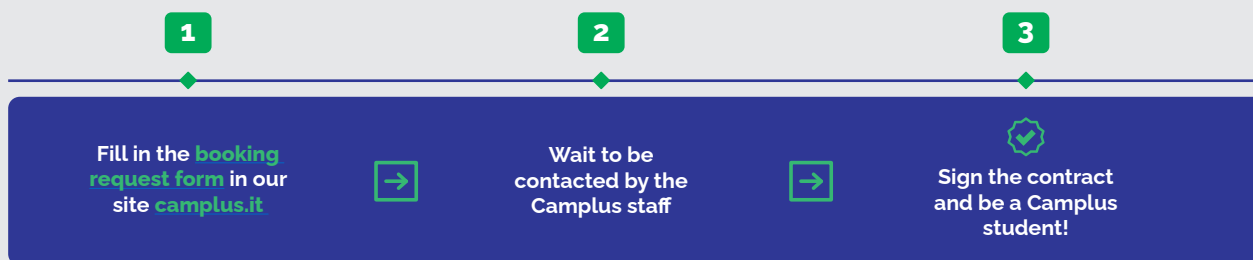 1
2
3
Fill in the booking
request form in our
site camplus.it
Wait to be
contacted by the
Camplus staff
Sign the contract
and be a Camplus
student!